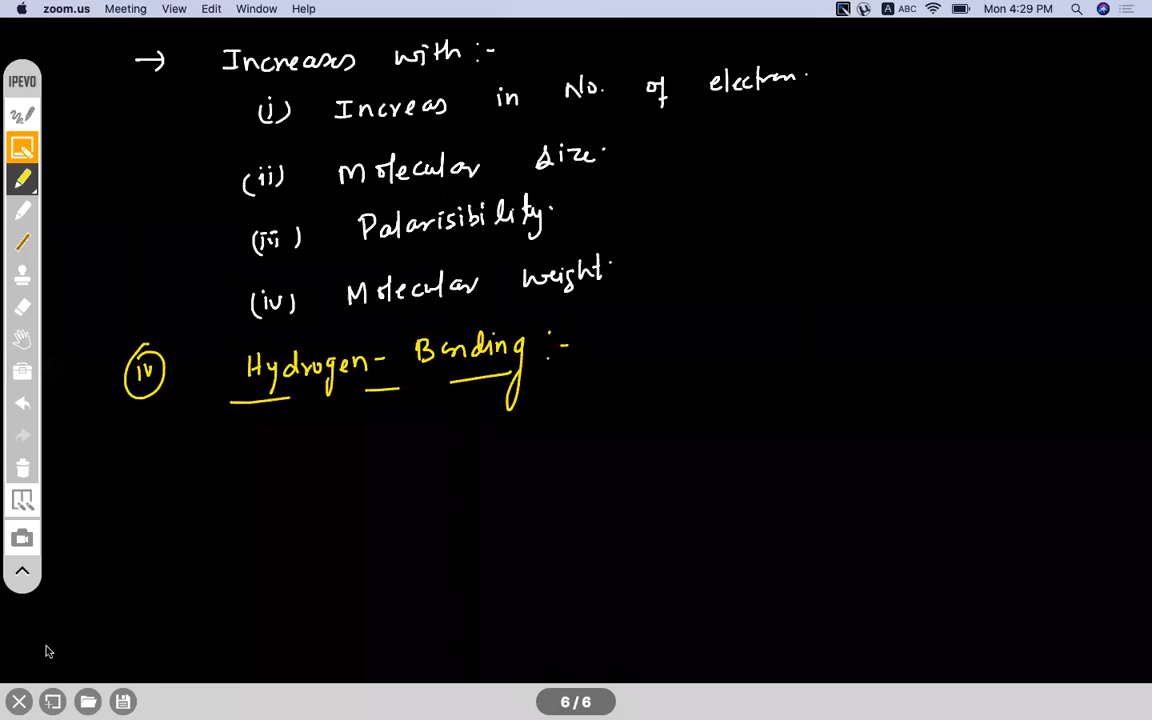 zoom.us Meeting View Edit Window Help A ABC Mon 4:29 PM
IPEVO
→ Increases with :-
(i) Increas in No. of electron.
(ii) Molecular size.
(iii) Polarisibility.
(iv) Molecular weight.
(iv) Hydrogen - Bonding :-
6 / 6